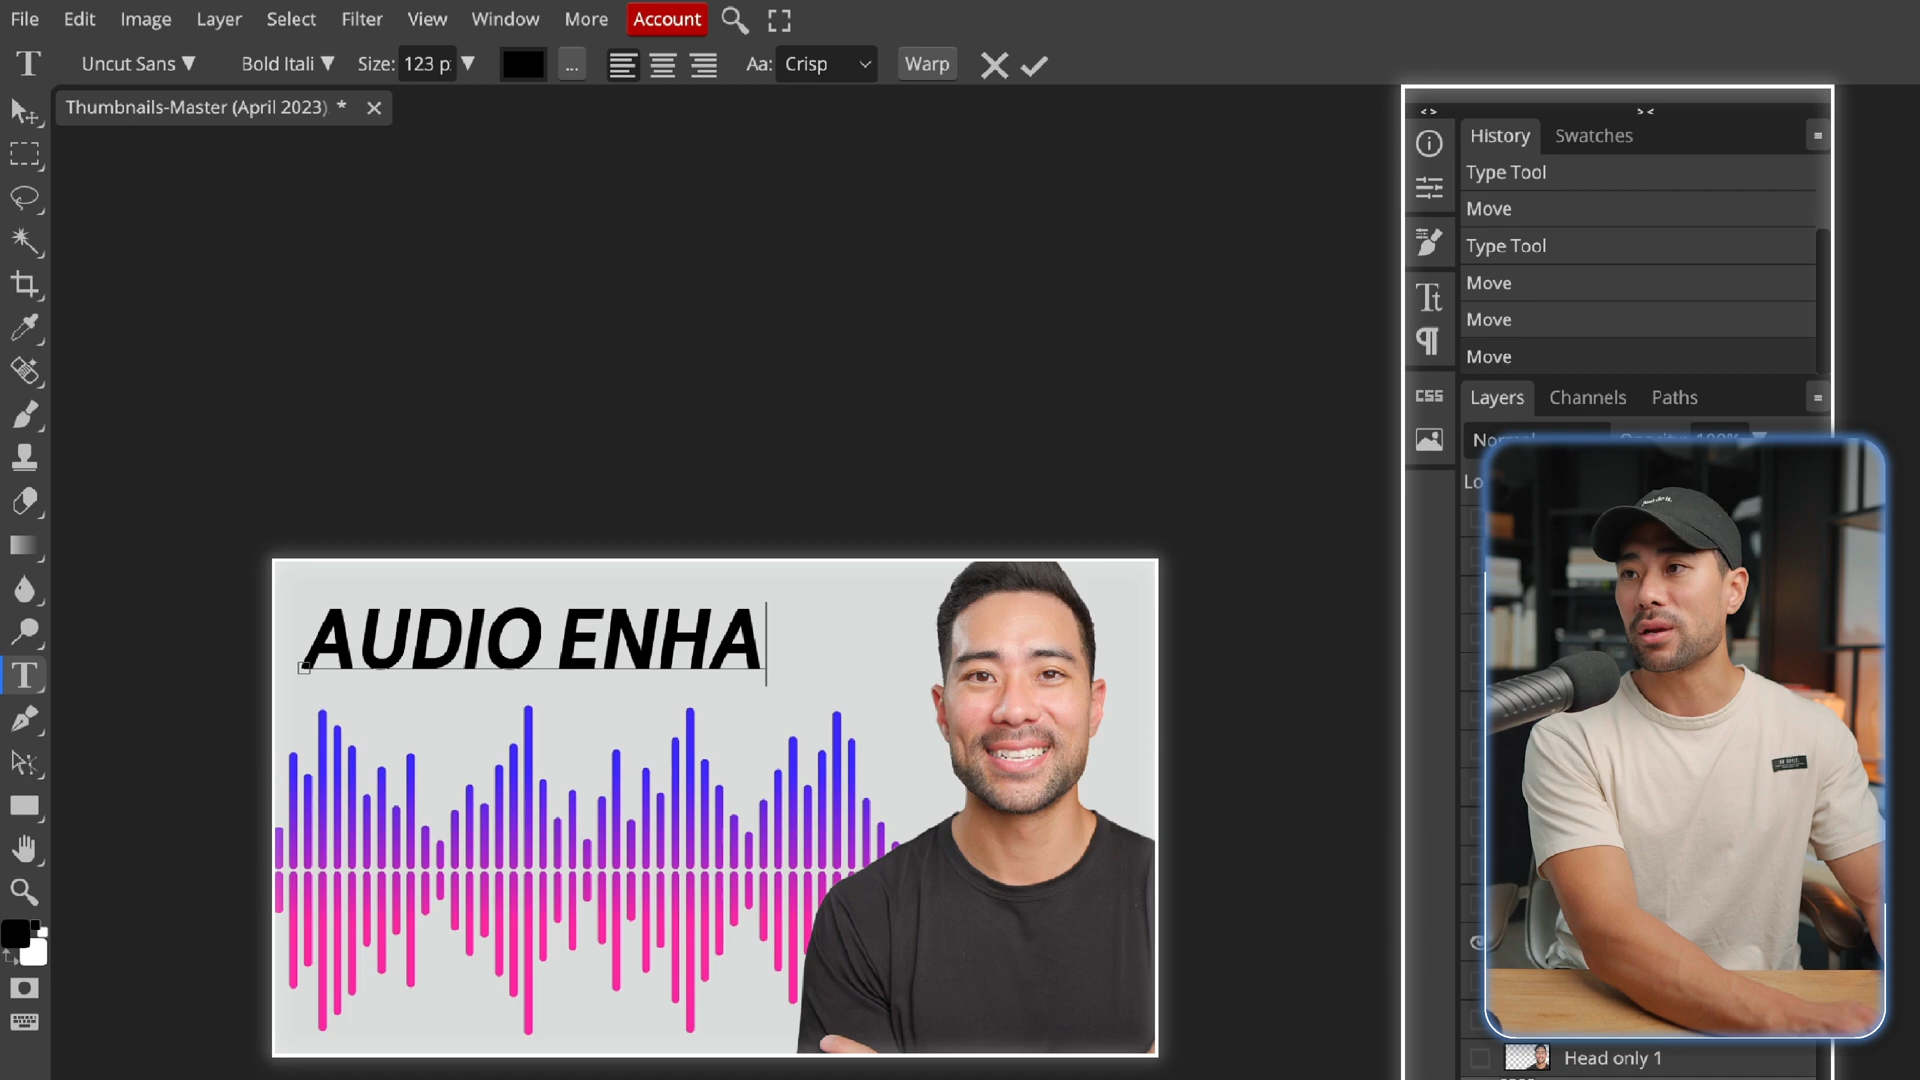 File Edit Image Layer Select Filter View Window More Account
T Uncut Sans Bold Itali Size: 123 p ... Aa: Crisp Warp
Thumbnails-Master (April 2023) *
History Swatches
Type Tool
Move
Type Tool
Move
Move
Move
CSS
Layers Channels Paths
AUDIO ENHA
Head only 1